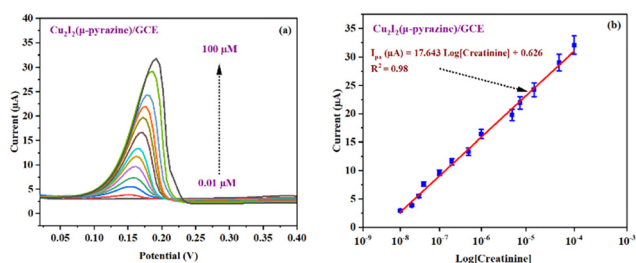 Cu₂I₂(μ-pyrazine)/GCE
(a)
100 μM
0.01 μM
Current (μA)
40
35
30
25
20
15
10
5
0
0.05 0.10 0.15 0.20 0.25 0.30 0.35 0.40
Potential (V)
Cu₂I₂(μ-pyrazine)/GCE
(b)
Iₚₐ (μA) = 17.643 Log[Creatinine] + 0.626
R² = 0.98
Current (μA)
35
30
25
20
15
10
5
0
10⁻⁹ 10⁻⁸ 10⁻⁷ 10⁻⁶ 10⁻⁵ 10⁻⁴ 10⁻³
Log[Creatinine]